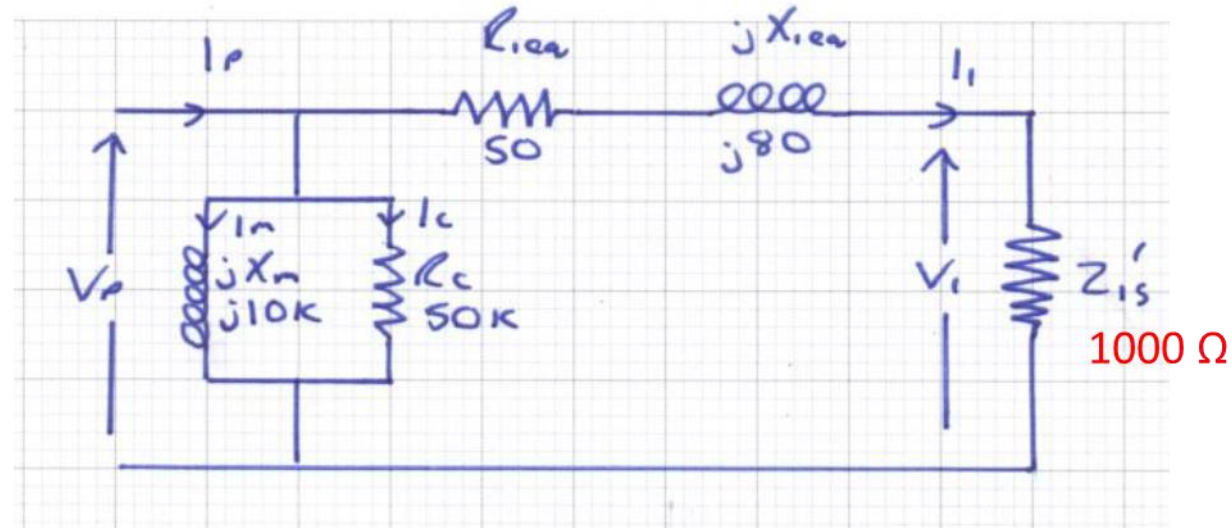 Ip
R1eq
jX1eq
I1
50
j80
Im
Ic
Vp
jXm
j10K
Rc
50K
V1
Z1s'
1000 Ω